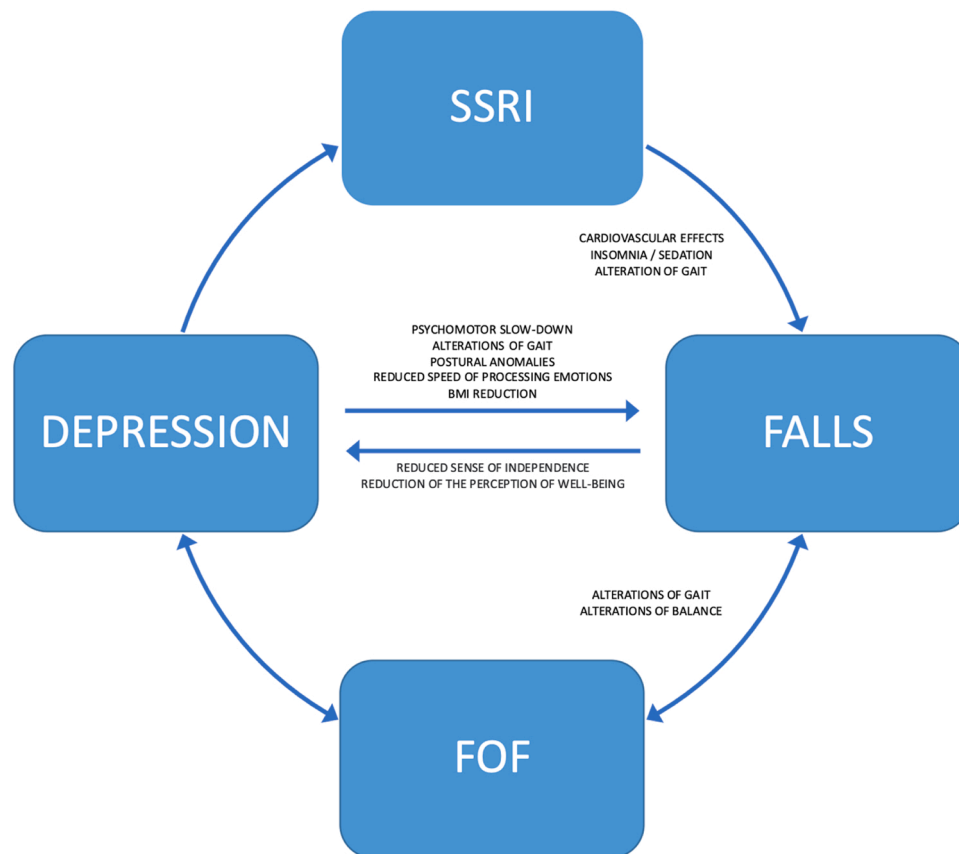 SSRI
CARDIOVASCULAR EFFECTS
INSOMNIA / SEDATION
ALTERATION OF GAIT
PSYCHOMOTOR SLOW-DOWN
ALTERATIONS OF GAIT
POSTURAL ANOMALIES
REDUCED SPEED OF PROCESSING EMOTIONS
BMI REDUCTION
DEPRESSION
FALLS
REDUCED SENSE OF INDEPENDENCE
REDUCTION OF THE PERCEPTION OF WELL-BEING
ALTERATIONS OF GAIT
ALTERATIONS OF BALANCE
FOF